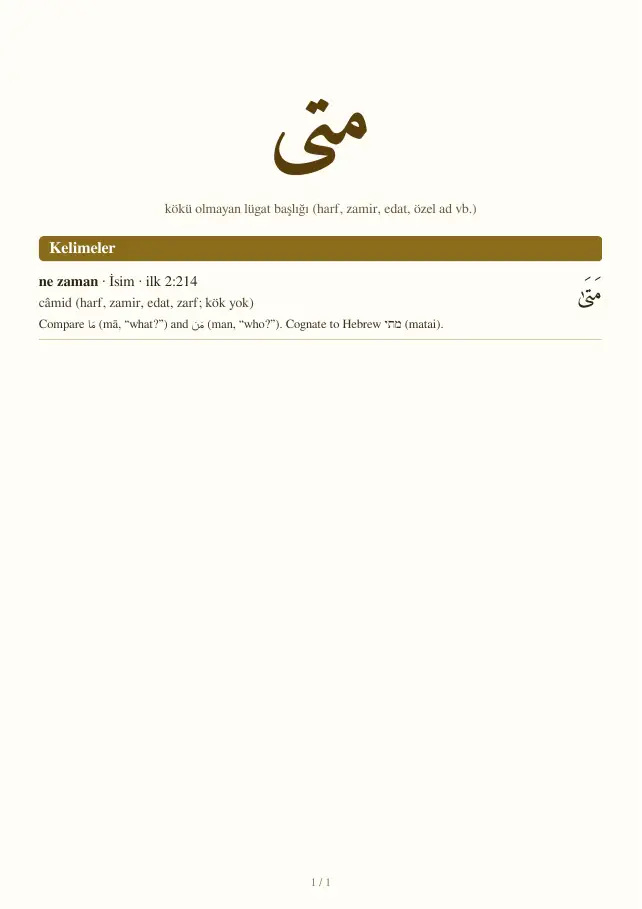 متى
kökü olmayan lügat başlığı (harf, zamir, edat, özel ad vb.)
Kelimeler
ne zaman · İsim · ilk 2:214
مَتَىٰ
câmid (harf, zamir, edat, zarf; kök yok)
Compare مَا (mā, “what?”) and مَن (man, “who?”). Cognate to Hebrew מתי (matai).
1 / 1